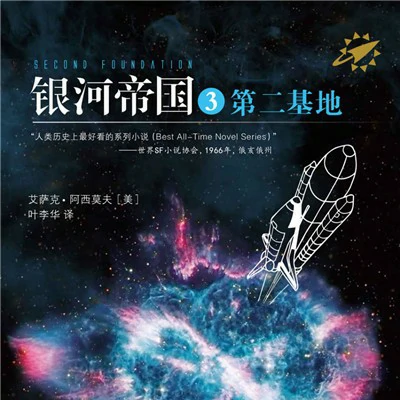 SECOND FOUNDATION
银河帝国3第二基地
“人类历史上最好看的系列小说（Best All-Time Novel Series）”
——世界SF小说协会，1966年，俄亥俄州
艾萨克·阿西莫夫［美］
叶李华 译